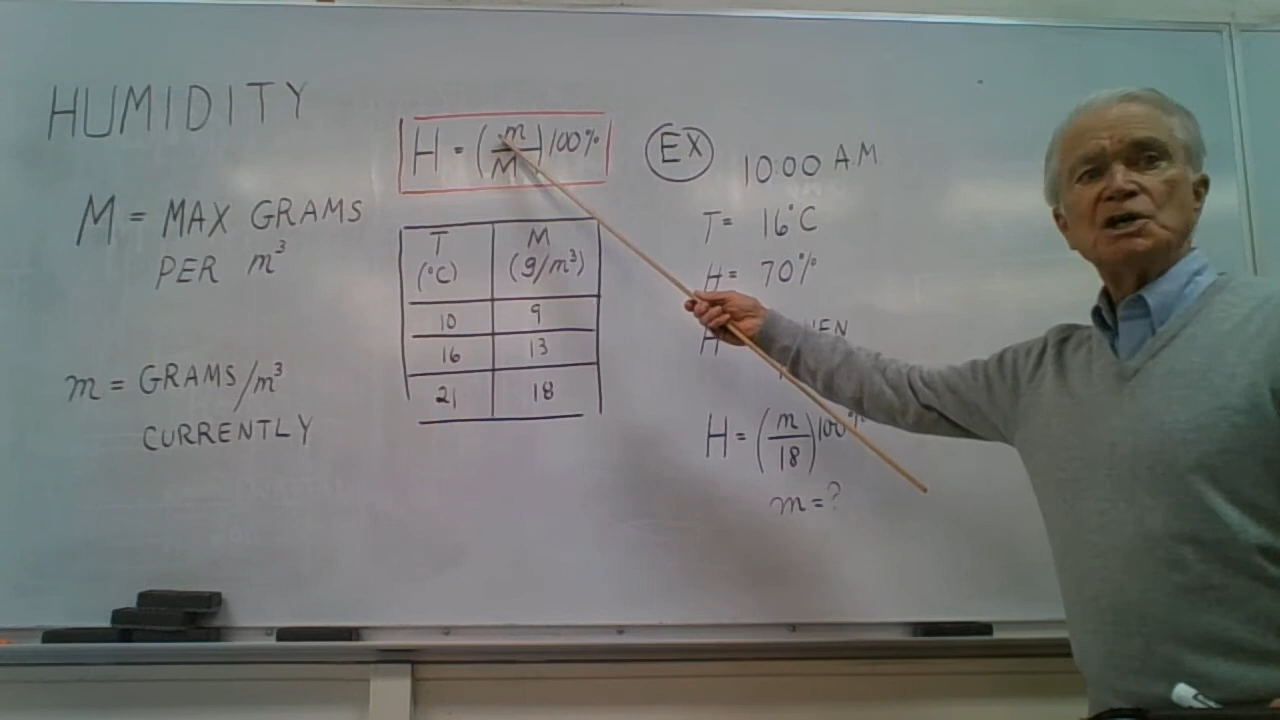 HUMIDITY
M = MAX GRAMS
PER m³
m = GRAMS/m³
CURRENTLY
H = (m/M) 100%
T (°C) M (g/m³)
10 9
16 13
21 18
EX 10:00 A.M.
T = 16°C
H = 70%
H
H = (m/18) 100%
m = ?